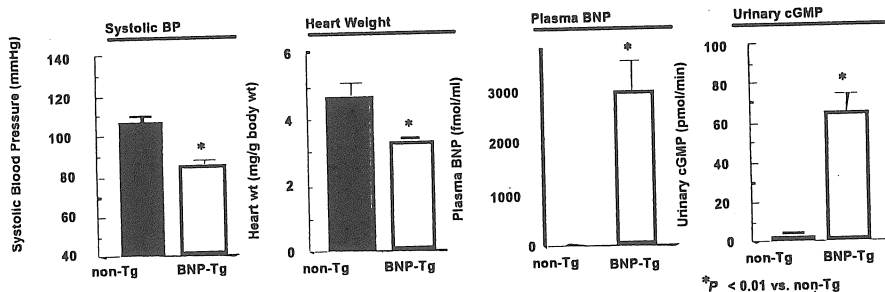 Systolic BP
Systolic Blood Pressure (mmHg)
140
120
100
80
60
40
*
non-Tg BNP-Tg
Heart Weight
Heart wt (mg/g body wt)
6
4
2
0
*
non-Tg BNP-Tg
Plasma BNP
Plasma BNP (fmol/ml)
3000
2000
1000
0
*
non-Tg BNP-Tg
Urinary cGMP
Urinary cGMP (pmol/min)
100
80
60
40
20
0
*
non-Tg BNP-Tg
*P < 0.01 vs. non-Tg